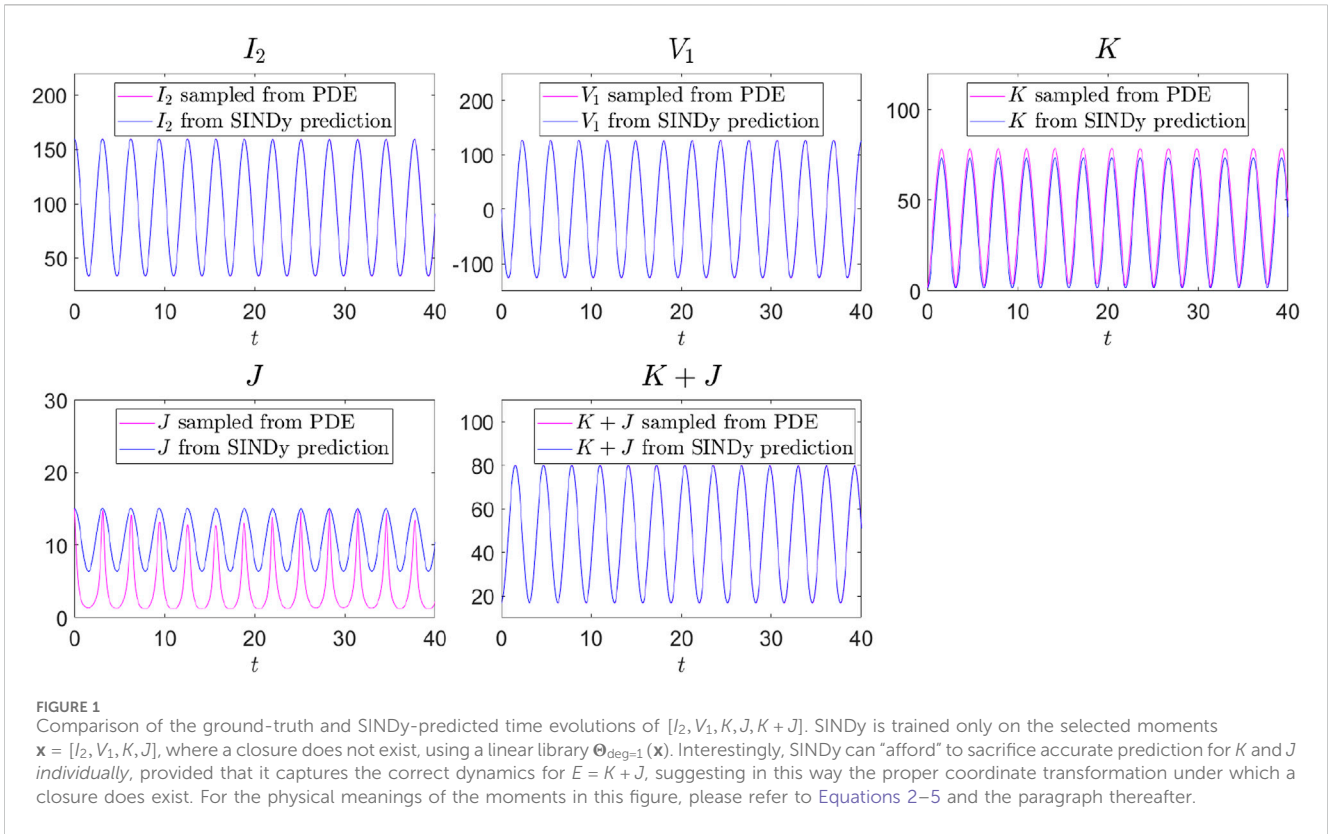 I₂
I₂ sampled from PDE
I₂ from SINDy prediction
200
150
100
50
0 10 20 30 40
t
V₁
V₁ sampled from PDE
V₁ from SINDy prediction
200
100
0
-100
0 10 20 30 40
t
K
K sampled from PDE
K from SINDy prediction
100
50
0
0 10 20 30 40
t
J
J sampled from PDE
J from SINDy prediction
30
20
10
0
0 10 20 30 40
t
K + J
K + J sampled from PDE
K + J from SINDy prediction
100
80
60
40
20
0 10 20 30 40
t
FIGURE 1
Comparison of the ground-truth and SINDy-predicted time evolutions of [I₂, V₁, K, J, K + J]. SINDy is trained only on the selected moments
x = [I₂, V₁, K, J], where a closure does not exist, using a linear library Θdeg=1(x). Interestingly, SINDy can “afford” to sacrifice accurate prediction for K and J
individually, provided that it captures the correct dynamics for E = K + J, suggesting in this way the proper coordinate transformation under which a
closure does exist. For the physical meanings of the moments in this figure, please refer to Equations 2–5 and the paragraph thereafter.